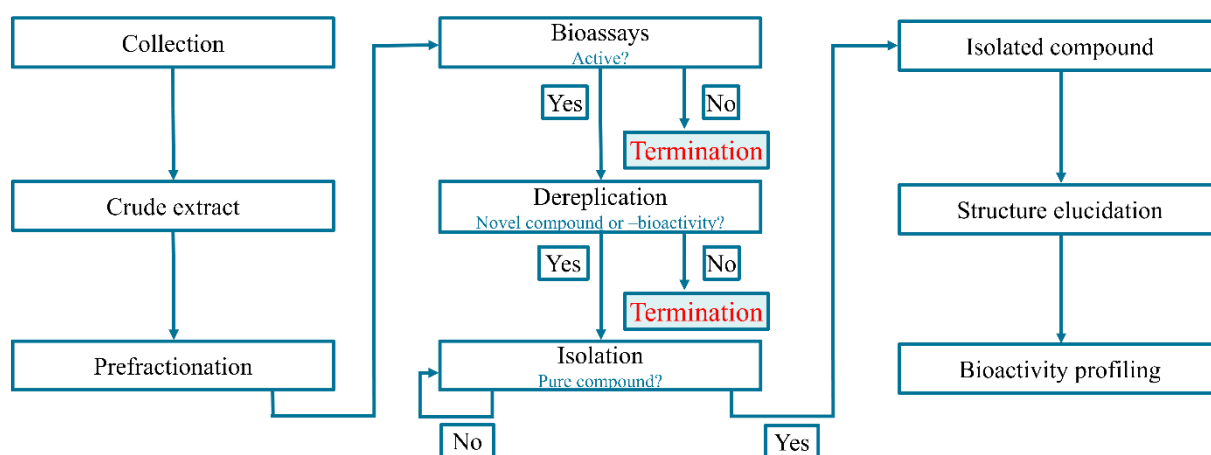 Collection
Crude extract
Prefractionation
Bioassays
Active?
Yes
No
Termination
Dereplication
Novel compound or –bioactivity?
Yes
No
Termination
Isolation
Pure compound?
No
Yes
Isolated compound
Structure elucidation
Bioactivity profiling